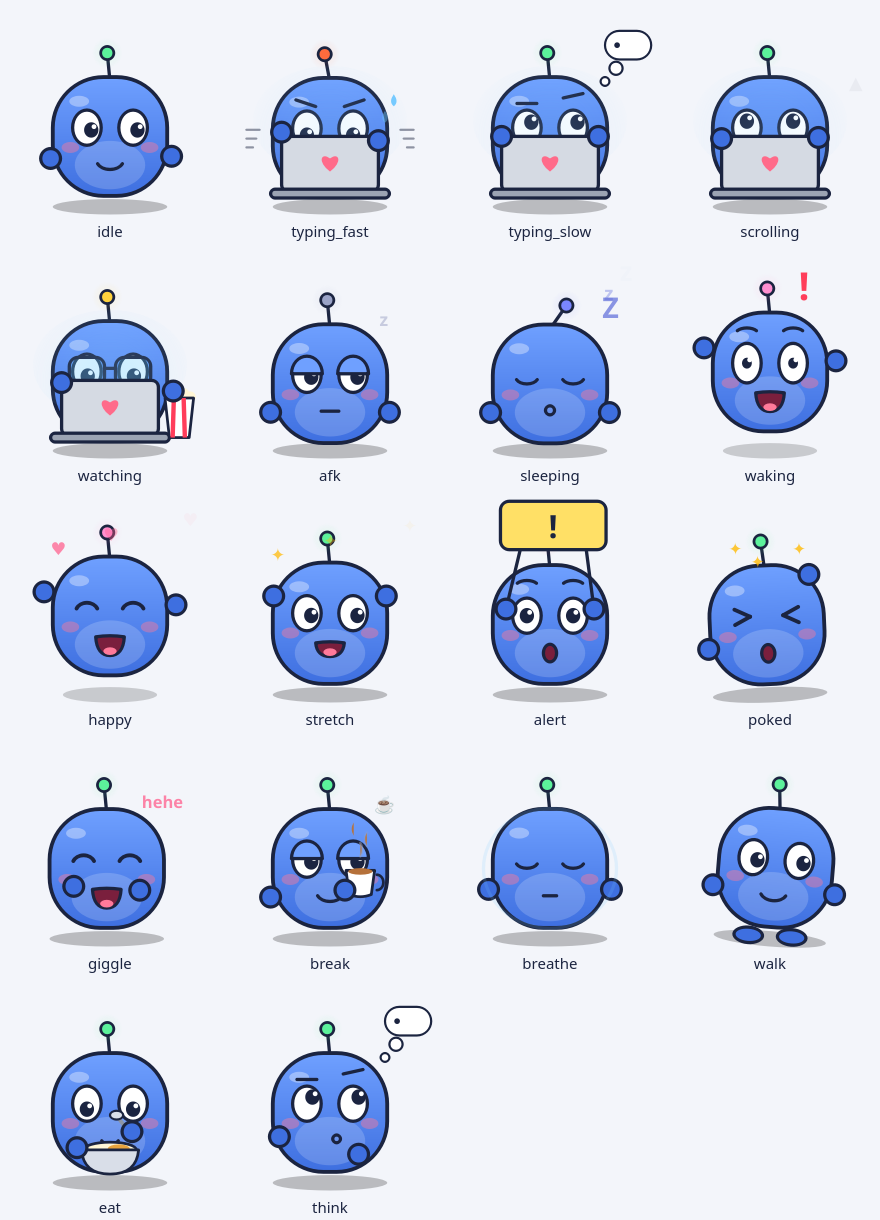 idle
typing_fast
typing_slow
scrolling
z
z
Z
!
watching
afk
sleeping
waking
!
happy
stretch
alert
poked
hehe
giggle
break
breathe
walk
eat
think